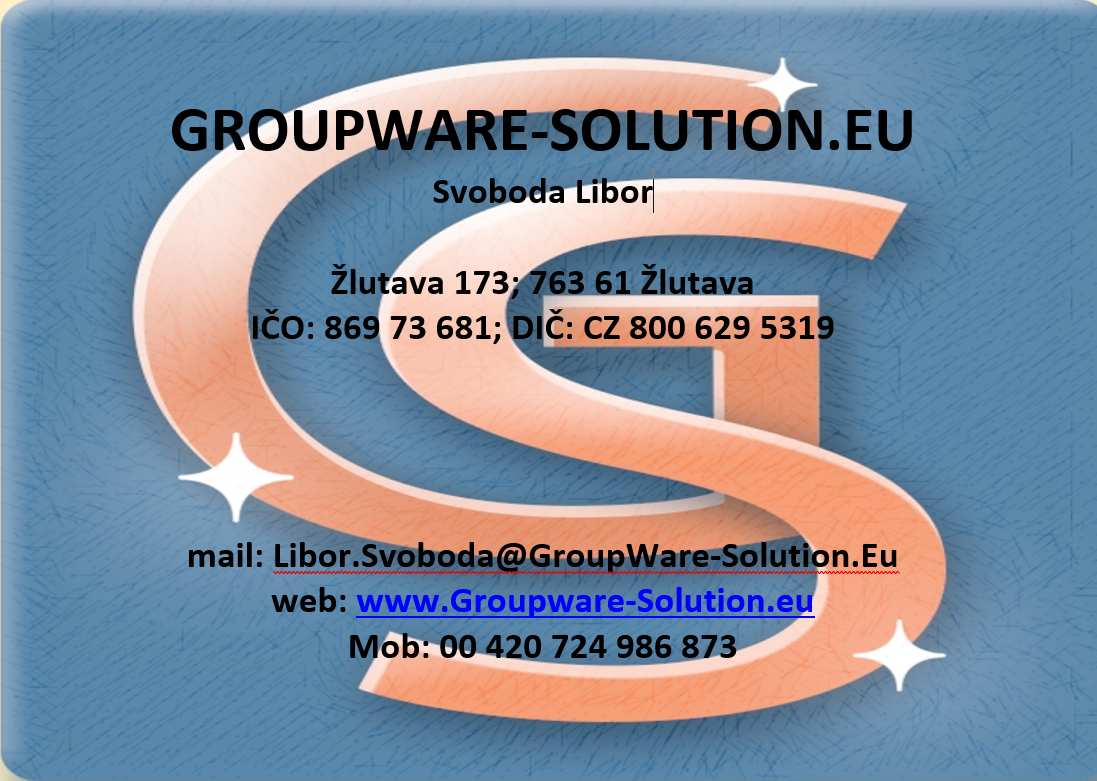 GROUPWARE-SOLUTION.EU
Svoboda Libor
Žlutava 173; 763 61 Žlutava
IČO: 869 73 681; DIČ: CZ 800 629 5319
mail: Libor.Svoboda@GroupWare-Solution.Eu
web: www.Groupware-Solution.eu
Mob: 00 420 724 986 873